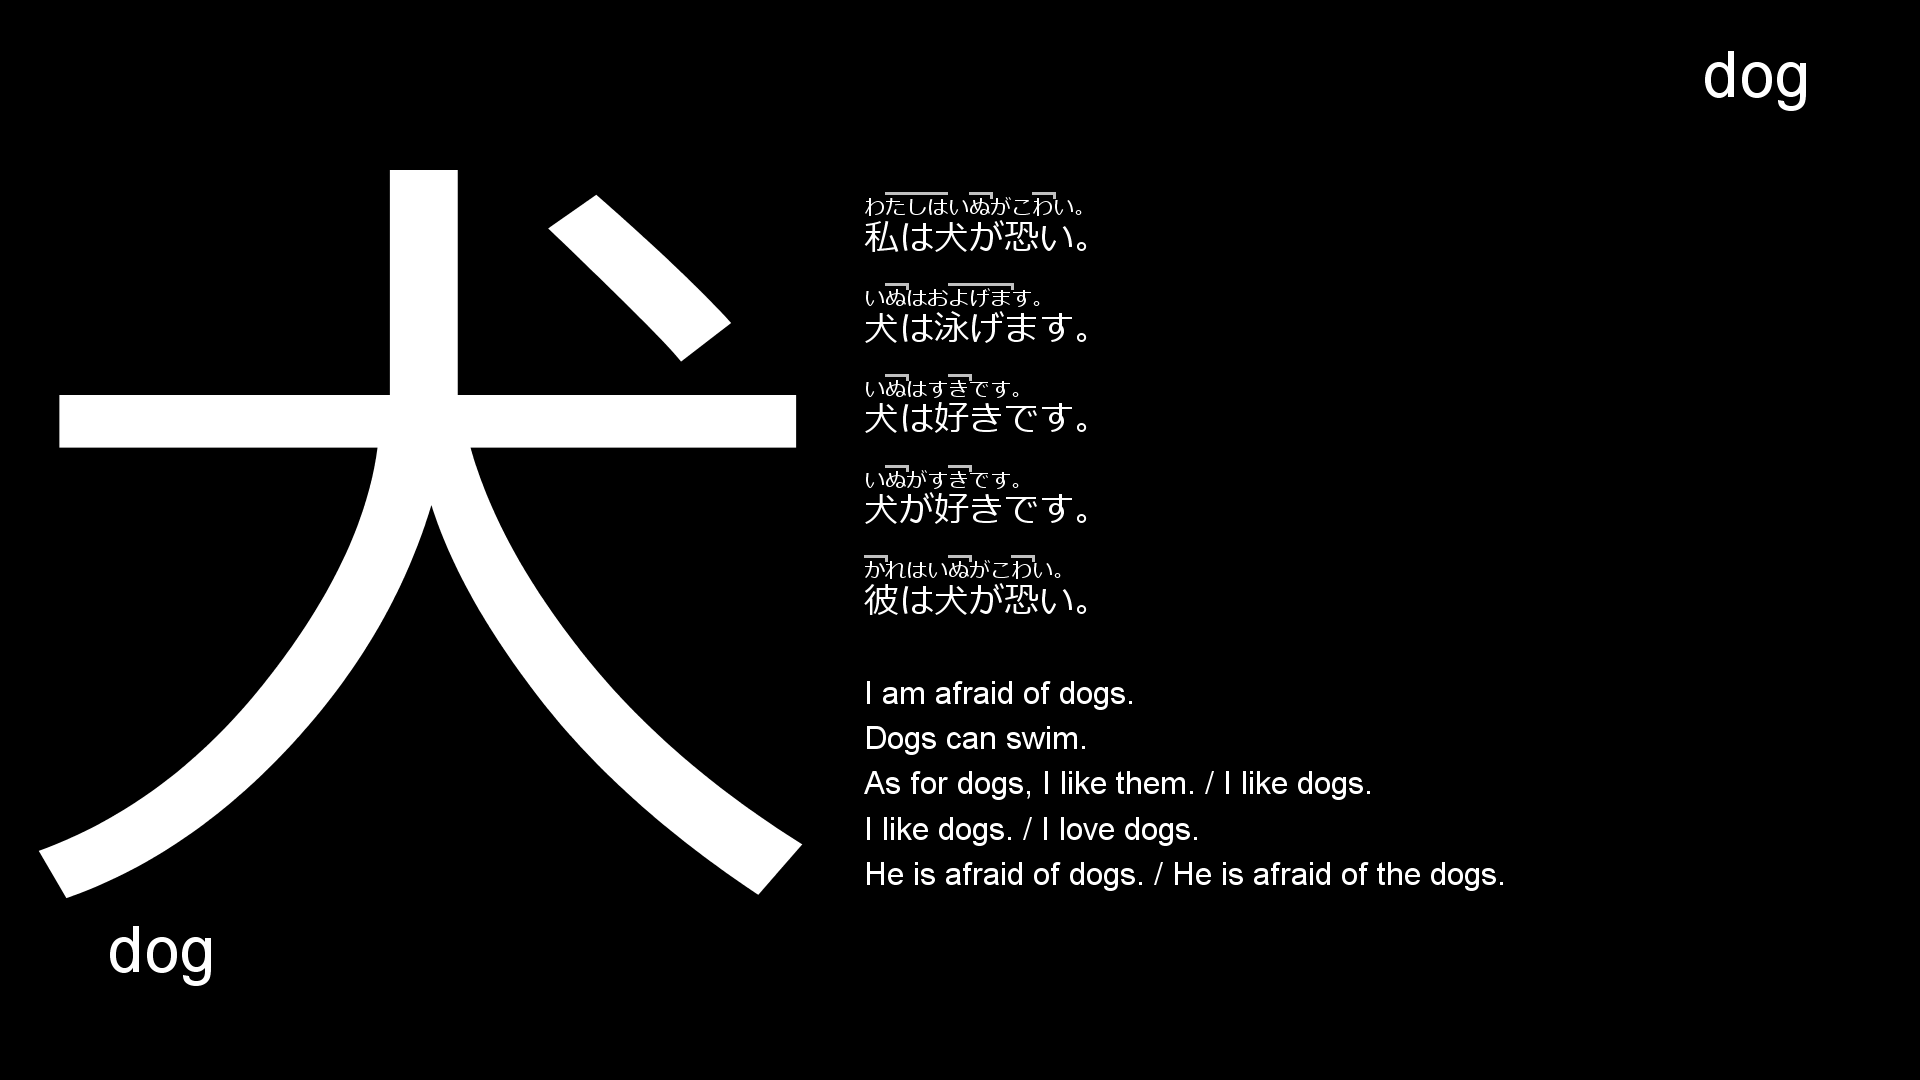 dog
犬
わたしはいぬがこわい。
私は犬が恐い。
いぬはおよげます。
犬は泳げます。
いぬはすきです。
犬は好きです。
いぬがすきです。
犬が好きです。
かれはいぬがこわい。
彼は犬が恐い。
I am afraid of dogs.
Dogs can swim.
As for dogs, I like them. / I like dogs.
I like dogs. / I love dogs.
He is afraid of dogs. / He is afraid of the dogs.
dog